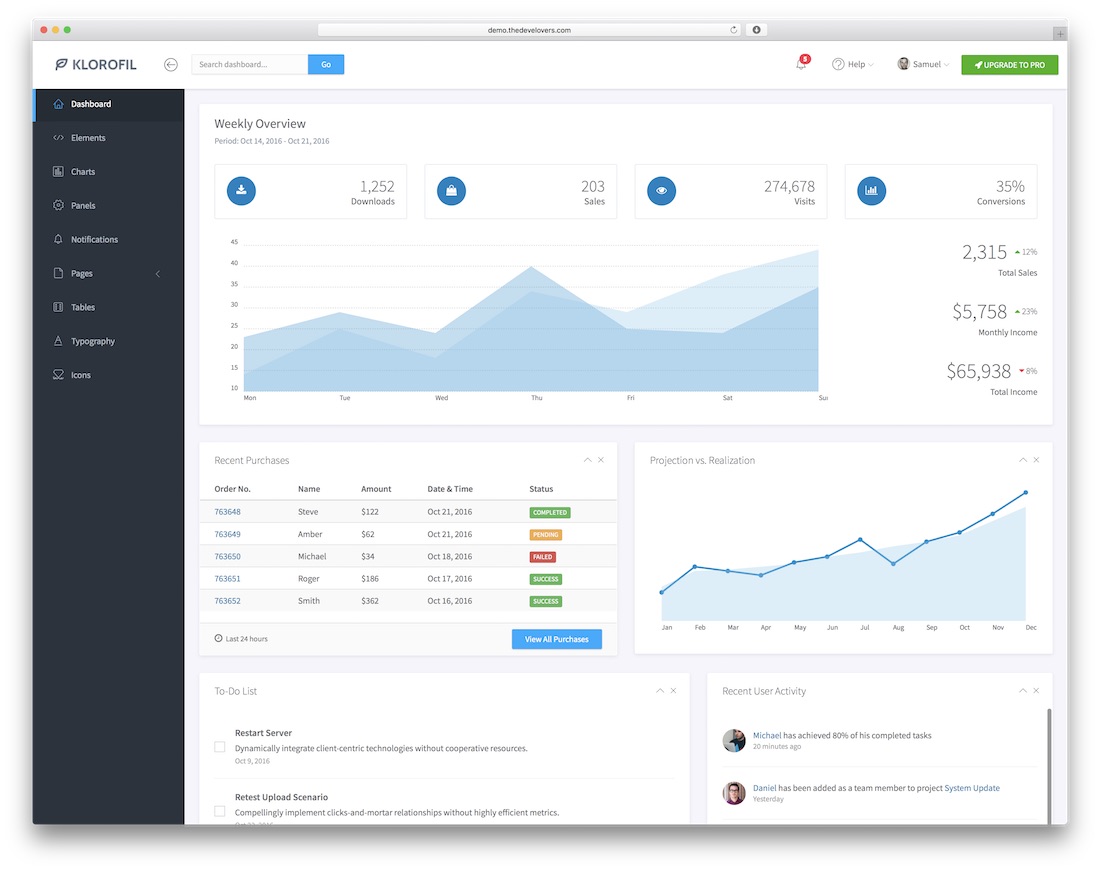 demo.thedevelovers.com
KLOROFIL
Search dashboard...
Go
5
Help
Samuel
UPGRADE TO PRO
Dashboard
Elements
Charts
Panels
Notifications
Pages
Tables
Typography
Icons
Weekly Overview
Period: Oct 14, 2016 - Oct 21, 2016
1,252
Downloads
203
Sales
274,678
Visits
35%
Conversions
45
40
35
30
25
20
15
10
Mon Tue Wed Thu Fri Sat Sun
2,315 12%
Total Sales
$5,758 23%
Monthly Income
$65,938 8%
Total Income
Recent Purchases
Order No. Name Amount Date & Time Status
763648 Steve $122 Oct 21, 2016 COMPLETED
763649 Amber $62 Oct 21, 2016 PENDING
763650 Michael $34 Oct 18, 2016 FAILED
763651 Roger $186 Oct 17, 2016 SUCCESS
763652 Smith $362 Oct 16, 2016 SUCCESS
Last 24 hours
View All Purchases
Projection vs. Realization
Jan Feb Mar Apr May Jun Jul Aug Sep Oct Nov Dec
To-Do List
Restart Server
Dynamically integrate client-centric technologies without cooperative resources.
Oct 9, 2016
Retest Upload Scenario
Compellingly implement clicks-and-mortar relationships without highly efficient metrics.
Recent User Activity
Michael has achieved 80% of his completed tasks
20 minutes ago
Daniel has been added as a team member to project System Update
Yesterday